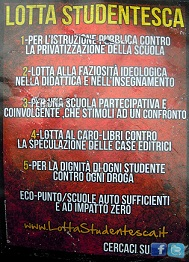 LOTTA STUDENTESCA
1-PER L'ISTRUZIONE PUBBLICA CONTRO
LA PRIVATIZZAZIONE DELLA SCUOLA
2-LOTTA ALLA FAZIOSITÀ IDEOLOGICA
NELLA DIDATTICA E NELL'INSEGNAMENTO
3-PER UNA SCUOLA PARTECIPATIVA E
COINVOLGENTE ,CHE STIMOLI AD UN CONFRONTO
4-LOTTA AL CARO-LIBRI CONTRO
LA SPECULAZIONE DELLE CASE EDITRICI
5-PER LA DIGNITÀ DI OGNI STUDENTE
CONTRO OGNI DROGA
ECO-PUNTO/SCUOLE AUTO SUFFICIENTI
E AD IMPATTO ZERO
www.LottaStudentesca.it
CERCACI SU f